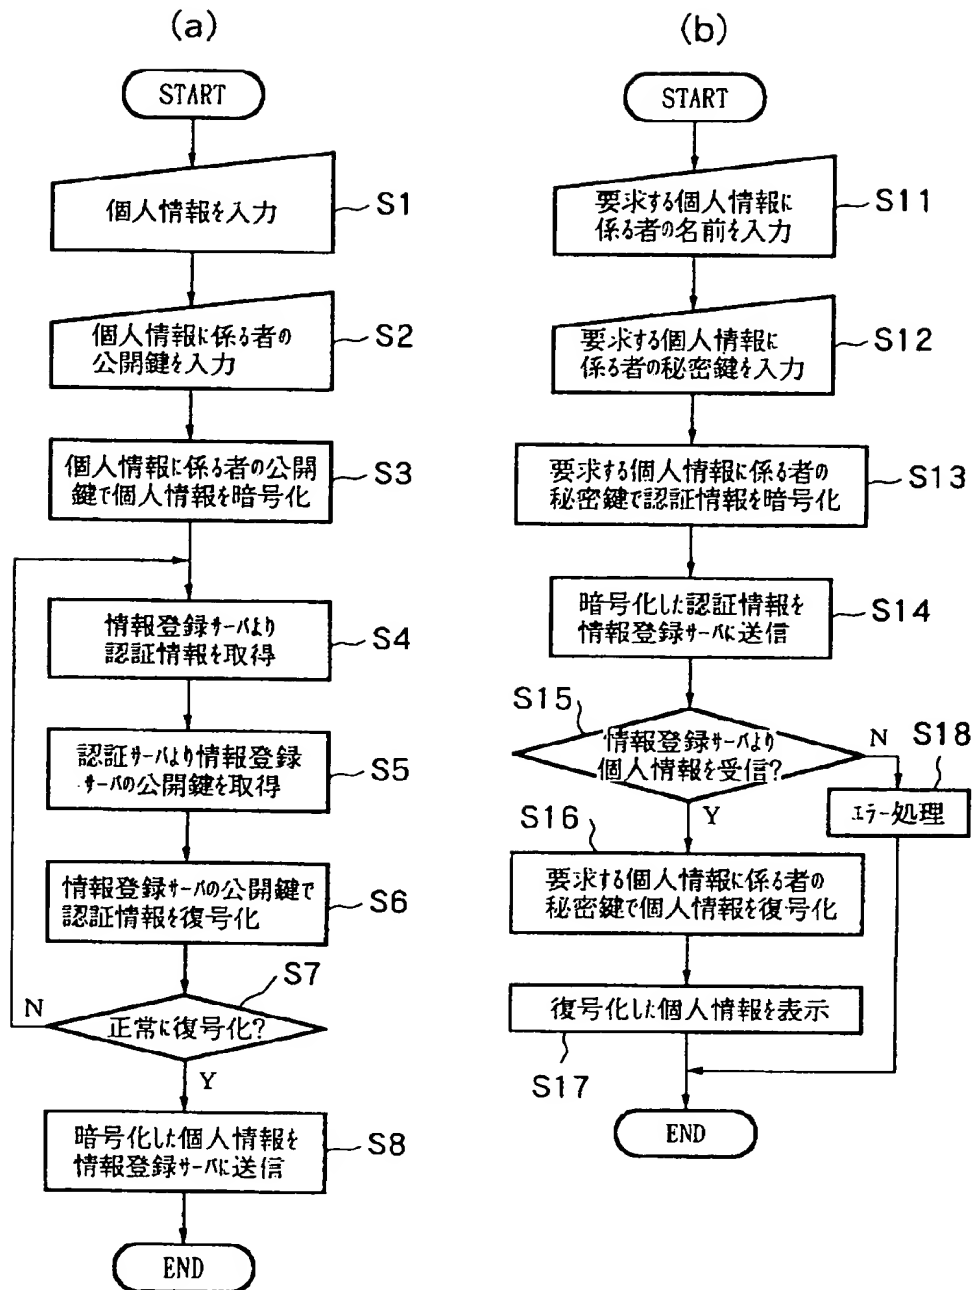 (a)
START
個人情報を入力
S1
個人情報に係る者の
公開鍵を入力
S2
個人情報に係る者の公開
鍵で個人情報を暗号化
S3
情報登録サーバより
認証情報を取得
S4
認証サーバより情報登録
サーバの公開鍵を取得
S5
情報登録サーバの公開鍵で
認証情報を復号化
S6
S7
N
正常に復号化?
Y
暗号化した個人情報を
情報登録サーバに送信
S8
END
(b)
START
要求する個人情報に
係る者の名前を入力
S11
要求する個人情報に
係る者の秘密鍵を入力
S12
要求する個人情報に係る者の
秘密鍵で認証情報を暗号化
S13
暗号化した認証情報を
情報登録サーバに送信
S14
S15
情報登録サーバより
個人情報を受信?
N
S18
エラー処理
Y
S16
要求する個人情報に係る者の
秘密鍵で個人情報を復号化
復号化した個人情報を表示
S17
END